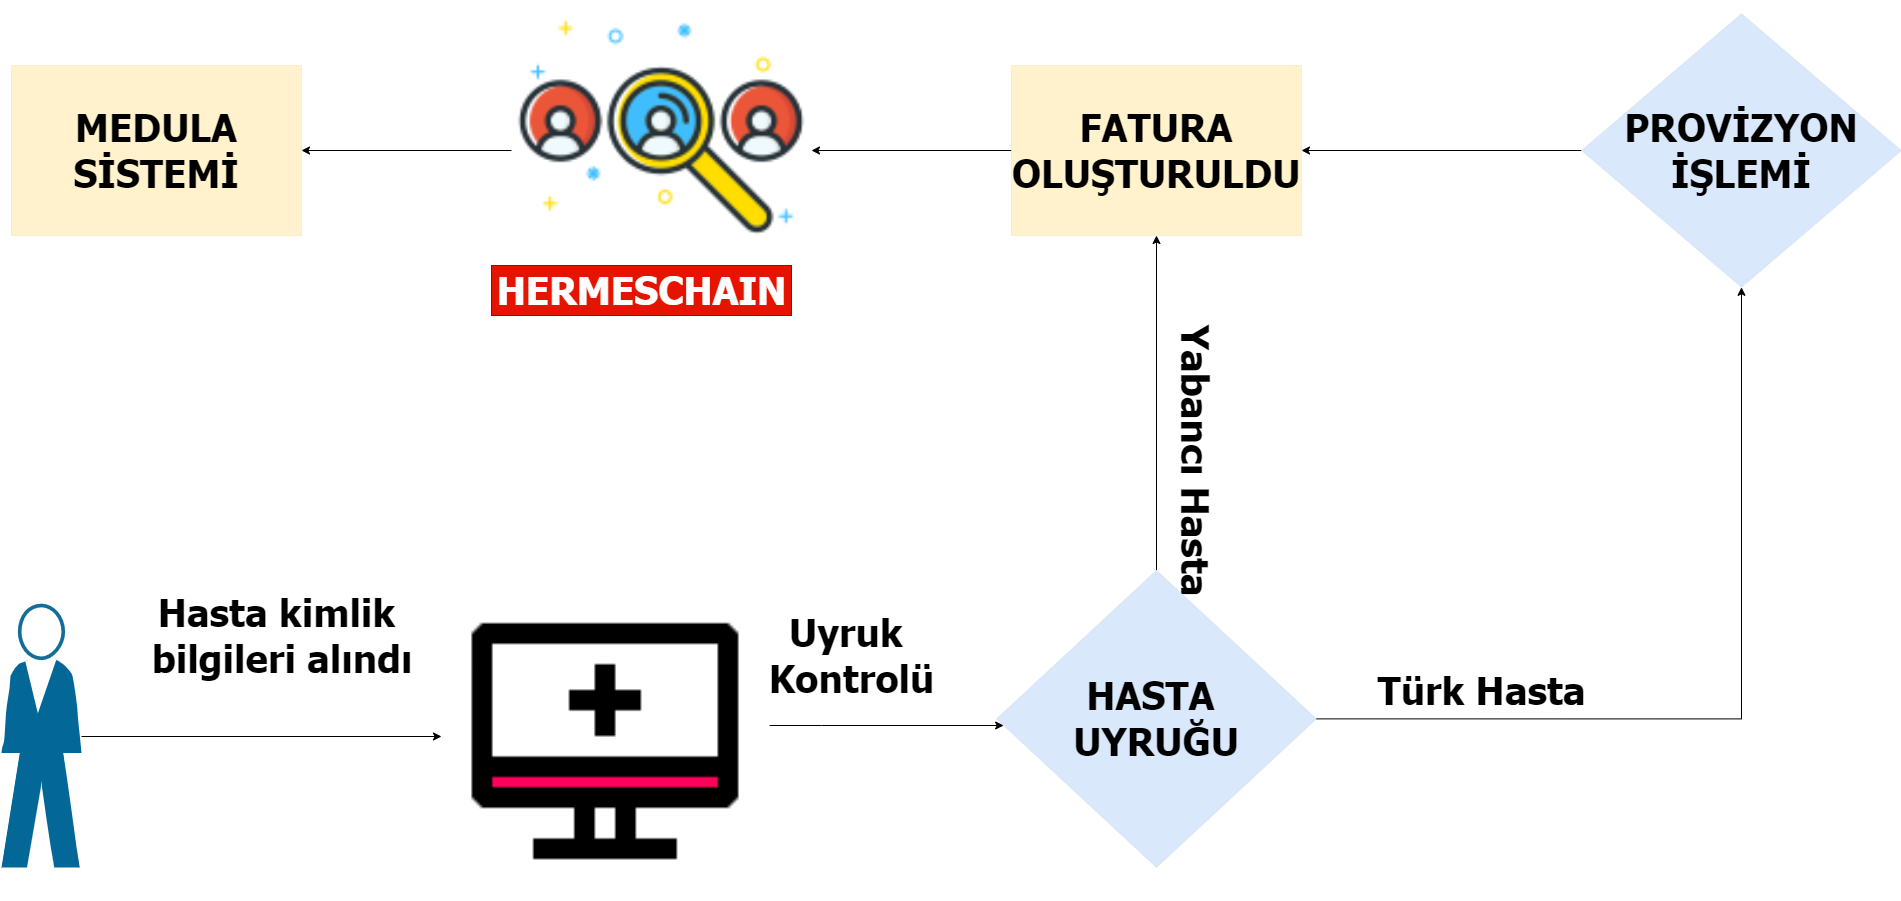 MEDULA
SİSTEMİ
HERMESCHAIN
FATURA
OLUŞTURULDU
PROVİZYON
İŞLEMİ
Yabancı Hasta
Hasta kimlik
bilgileri alındı
Uyruk
Kontrolü
HASTA
UYRUĞU
Türk Hasta